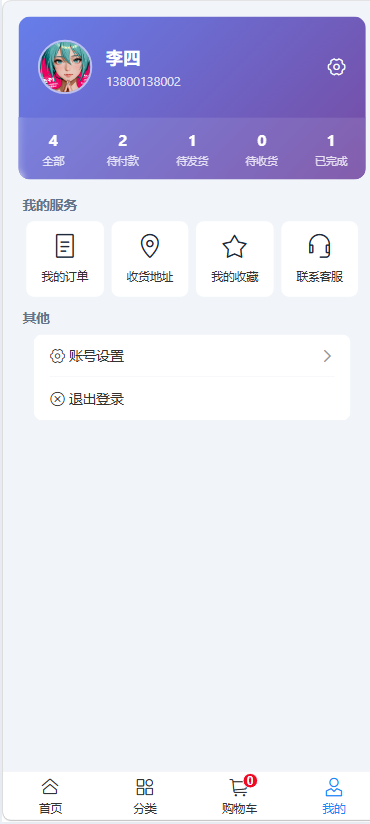 李四
13800138002
4 2 1 0 1
全部 待付款 待发货 待收货 已完成
我的服务
我的订单 收货地址 我的收藏 联系客服
其他
账号设置
退出登录
0
首页 分类 购物车 我的